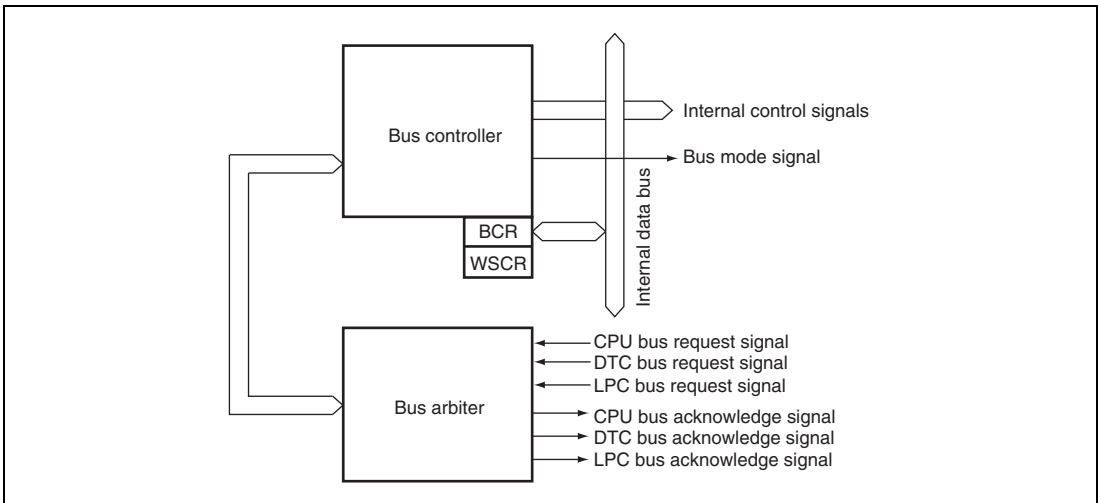 Bus controller
Internal control signals
Bus mode signal
Internal data bus
BCR
WSCR
Bus arbiter
CPU bus request signal
DTC bus request signal
LPC bus request signal
CPU bus acknowledge signal
DTC bus acknowledge signal
LPC bus acknowledge signal